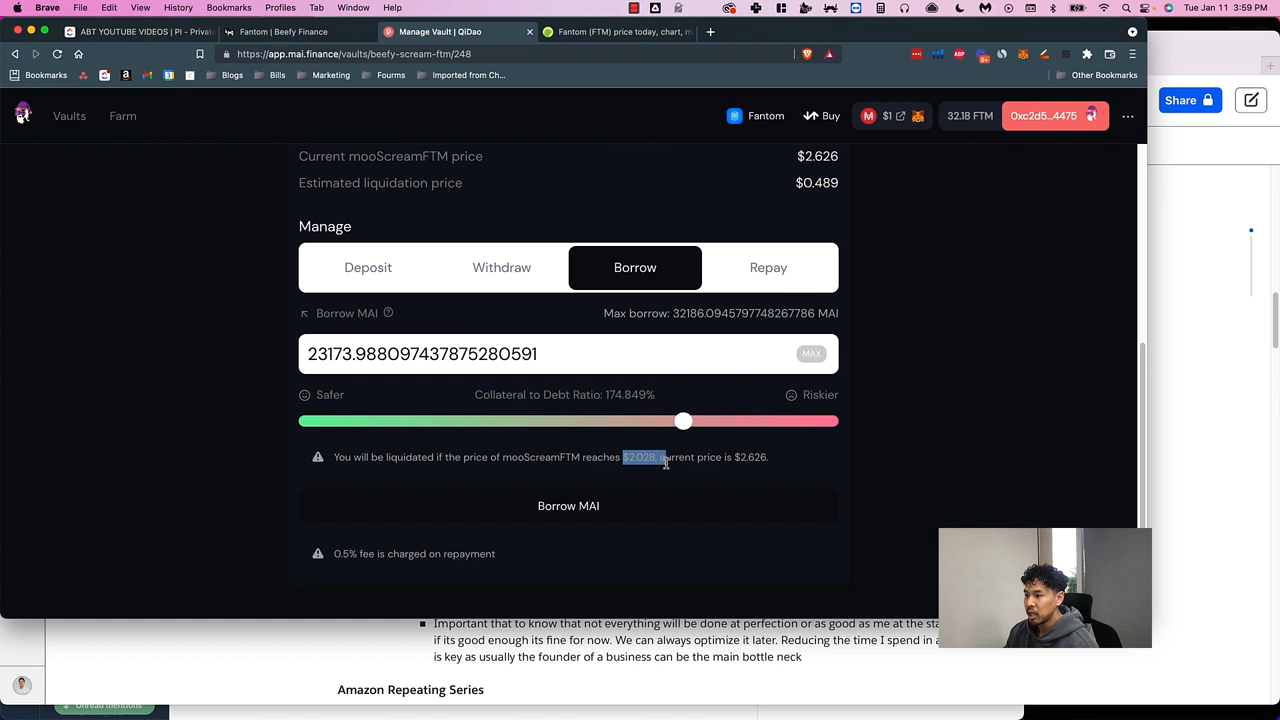 Brave File Edit View History Bookmarks Profiles Tab Window Help
Tue Jan 11 3:59 PM
ABT YOUTUBE VIDEOS | PI - Privat
Fantom | Beefy Finance
Manage Vault | QiDao
Fantom (FTM) price today, chart, m
https://app.mai.finance/vaults/beefy-scream-ftm/248
Bookmarks
Blogs
Bills
Marketing
Fourms
Imported from Ch...
Other Bookmarks
Share
Vaults
Farm
Fantom
Buy
$1
32.18 FTM
0xc2d5...4475
Current mooScreamFTM price
$2.626
Estimated liquidation price
$0.489
Manage
Deposit
Withdraw
Borrow
Repay
Borrow MAI
Max borrow: 32186.0945797748267786 MAI
23173.988097437875280591
MAX
Safer
Collateral to Debt Ratio: 174.849%
Riskier
You will be liquidated if the price of mooScreamFTM reaches $2.028, current price is $2.626.
Borrow MAI
0.5% fee is charged on repayment
Important that to know that not everything will be done at perfection or as good as me at the sta
if its good enough its fine for now. We can always optimize it later. Reducing the time I spend in a
is key as usually the founder of a business can be the main bottle neck
Amazon Repeating Series
Unread mentions